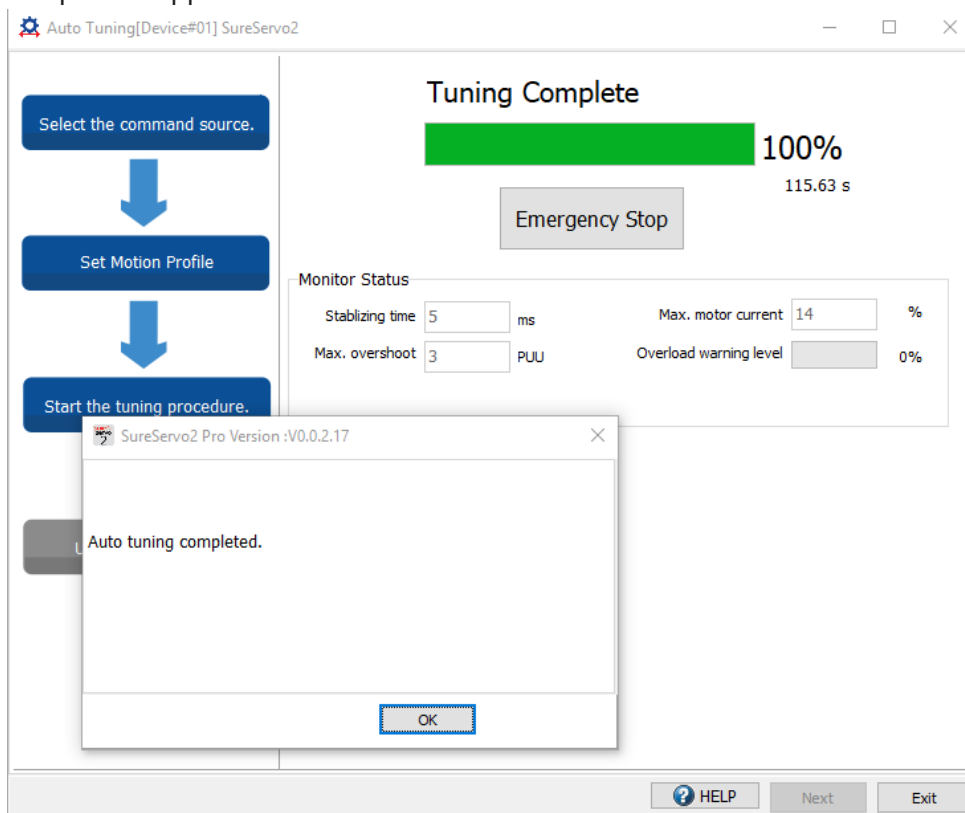 Auto Tuning[Device#01] SureServo2
Select the command source.
Set Motion Profile
Start the tuning procedure.
Tuning Complete
100%
115.63 s
Emergency Stop
Monitor Status
Stablizing time 5 ms
Max. motor current 14 %
Max. overshoot 3 PUU
Overload warning level 0%
SureServo2 Pro Version :V0.0.2.17
Auto tuning completed.
OK
HELP
Next
Exit